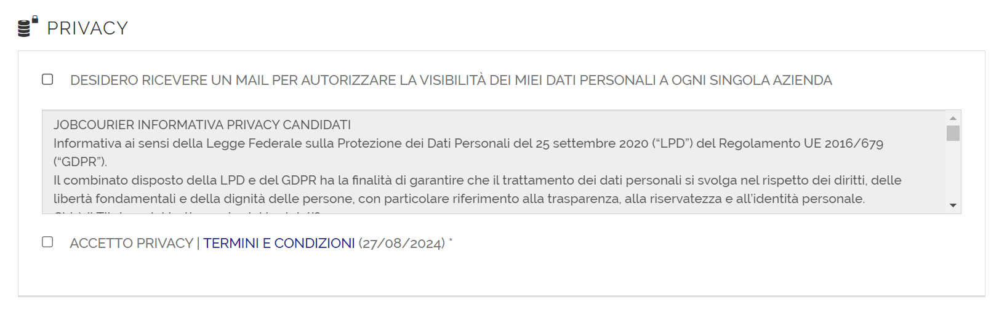 PRIVACY
DESIDERO RICEVERE UN MAIL PER AUTORIZZARE LA VISIBILITÀ DEI MIEI DATI PERSONALI A OGNI SINGOLA AZIENDA
JOBCOURIER INFORMATIVA PRIVACY CANDIDATI
Informativa ai sensi della Legge Federale sulla Protezione dei Dati Personali del 25 settembre 2020 (“LPD”) del Regolamento UE 2016/679
(“GDPR”).
Il combinato disposto della LPD e del GDPR ha la finalità di garantire che il trattamento dei dati personali si svolga nel rispetto dei diritti, delle
libertà fondamentali e della dignità delle persone, con particolare riferimento alla trasparenza, alla riservatezza e all’identità personale.
ACCETTO PRIVACY | TERMINI E CONDIZIONI (27/08/2024) *